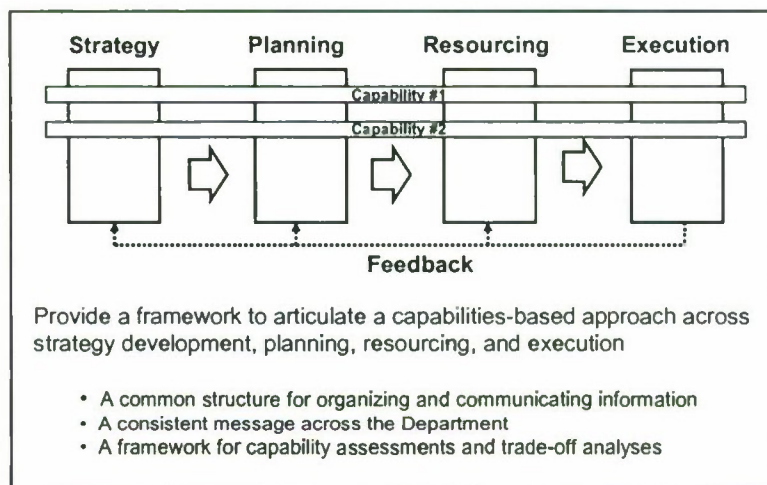 Strategy Planning Resourcing Execution
Capability #1
Capability #2
Feedback
Provide a framework to articulate a capabilities-based approach across
strategy development, planning, resourcing, and execution
• A common structure for organizing and communicating information
• A consistent message across the Department
• A framework for capability assessments and trade-off analyses